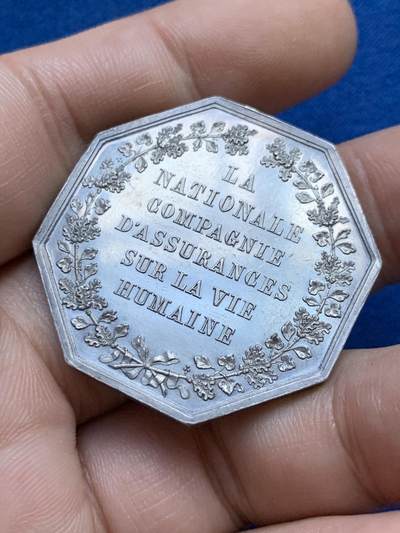 LA
NATIONALE
COMPAGNIE
D'ASSURANCES
SUR LA VIE
HUMAINE